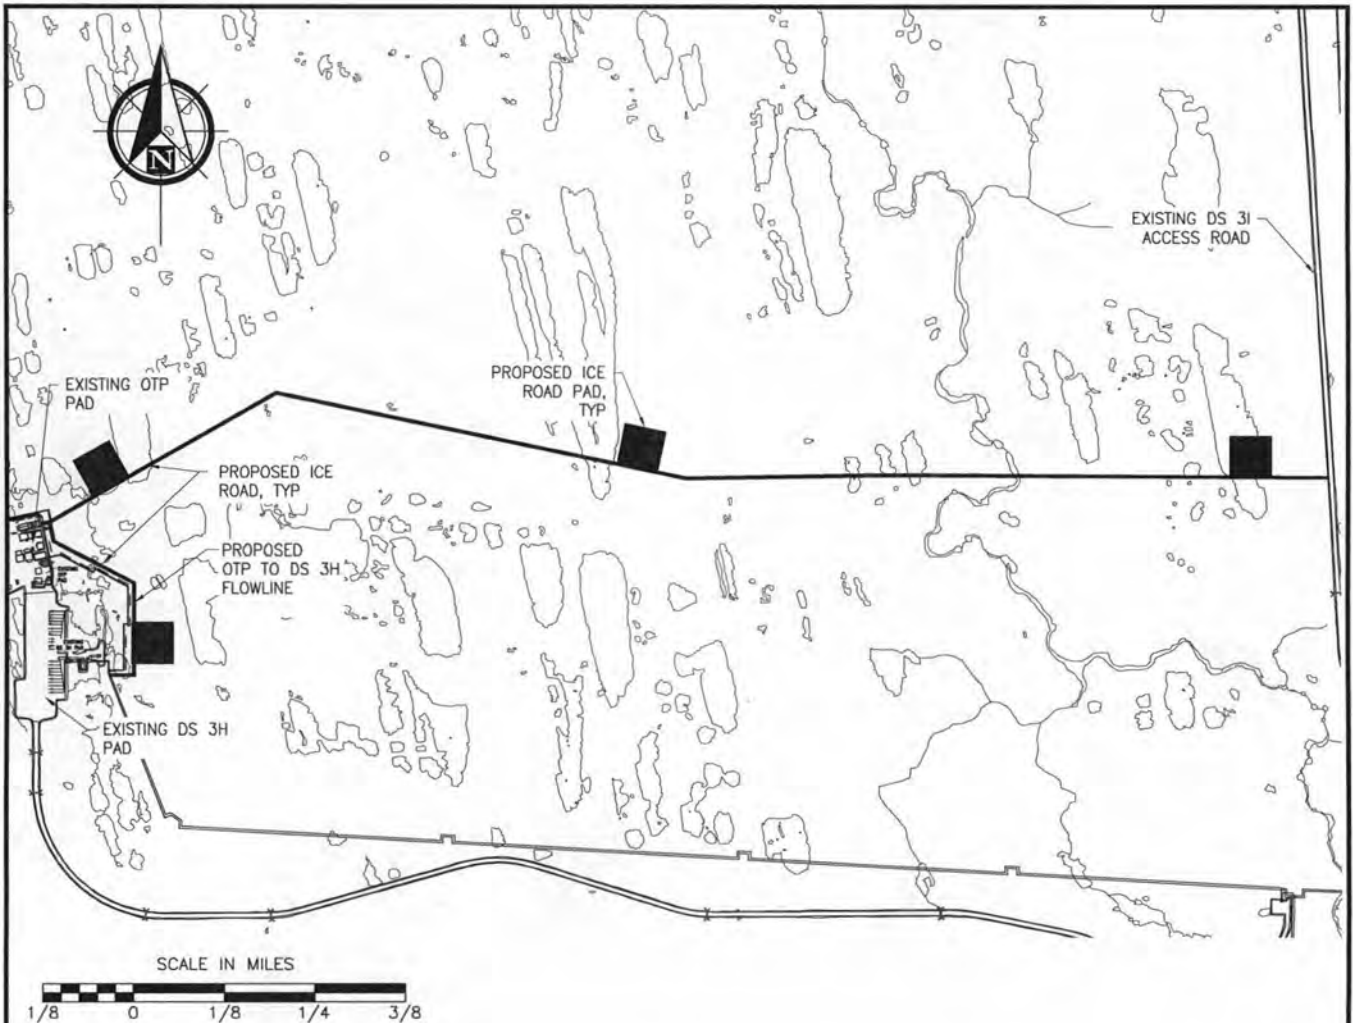 N
EXISTING DS 3I
ACCESS ROAD
PROPOSED ICE
ROAD PAD,
TYP
EXISTING OTP
PAD
PROPOSED ICE
ROAD, TYP
PROPOSED
OTP TO DS 3H
FLOWLINE
EXISTING DS 3H
PAD
SCALE IN MILES
1/8 0 1/8 1/4 3/8